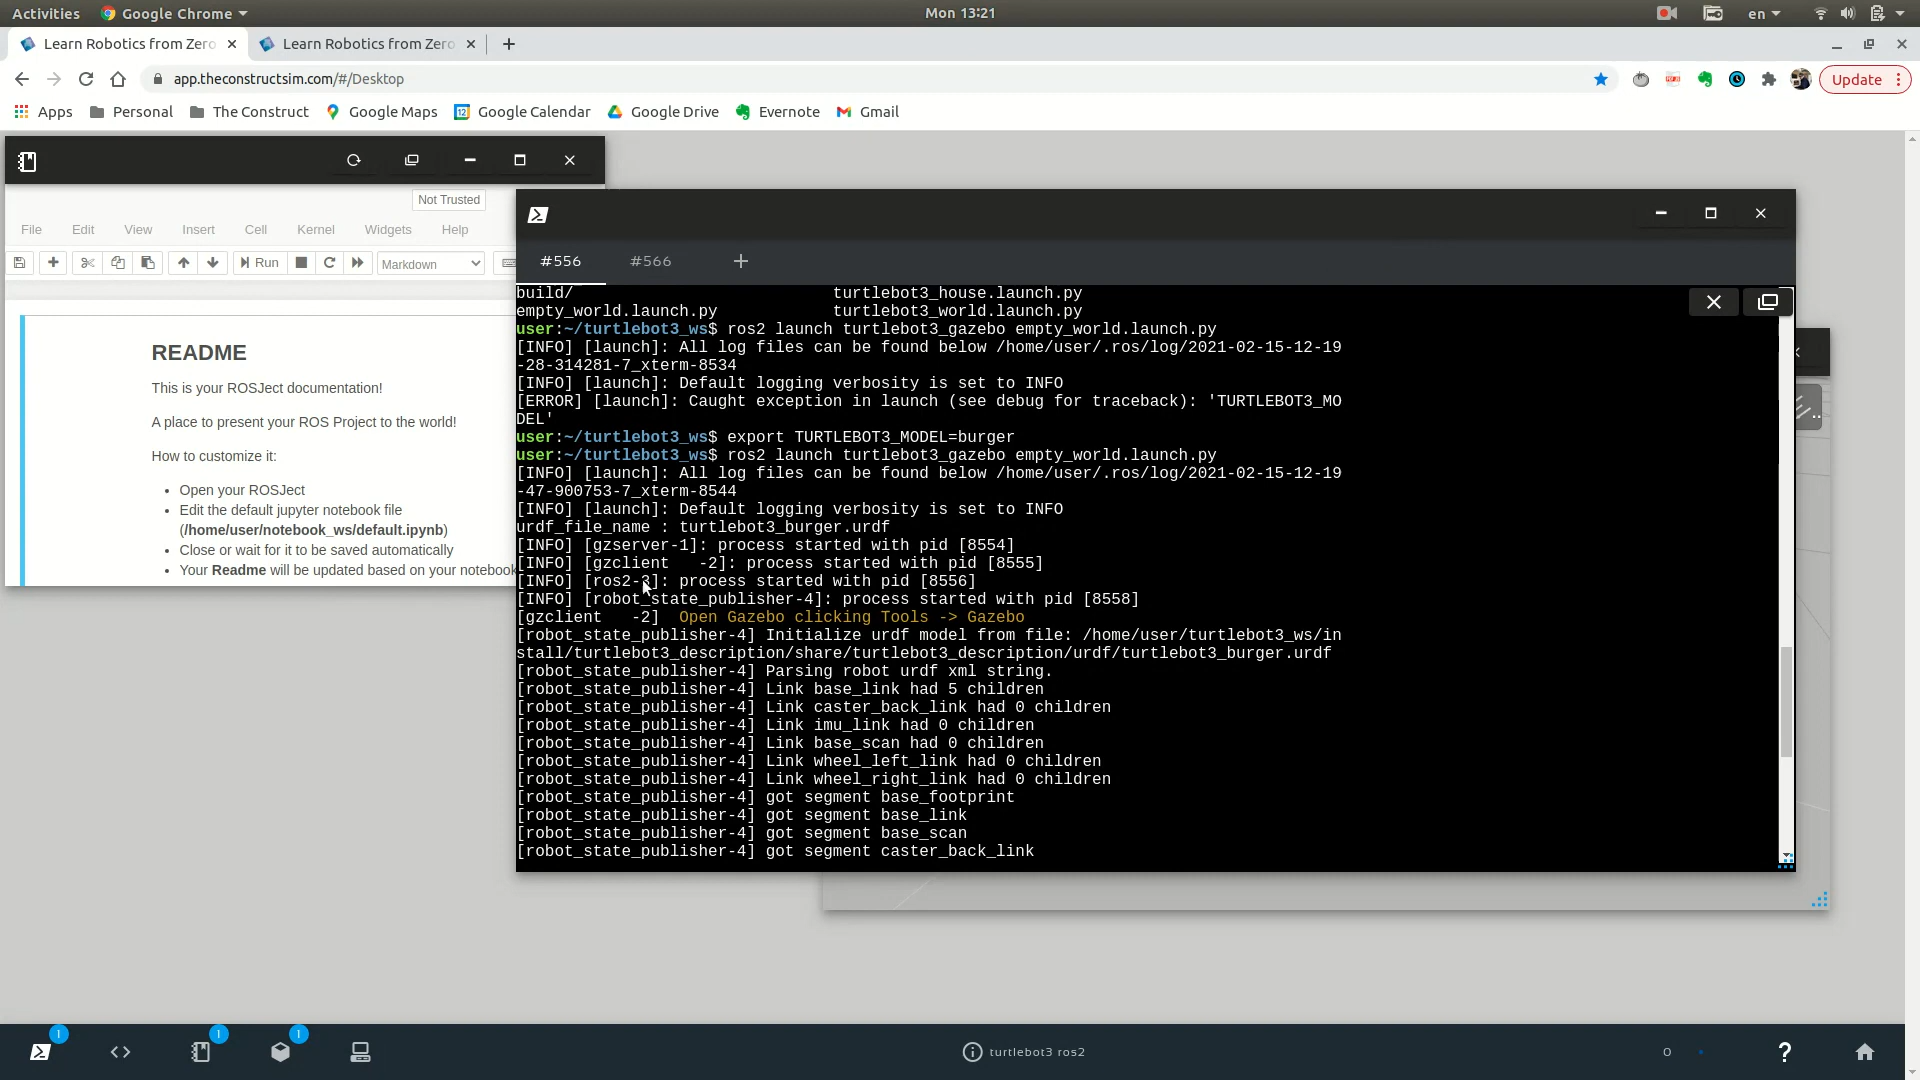 Activities Google Chrome Mon 13:21 en
Learn Robotics from Zero Learn Robotics from Zero
app.theconstructsim.com/#/Desktop Update
Apps Personal The Construct Google Maps Google Calendar Google Drive Evernote Gmail
Not Trusted
File Edit View Insert Cell Kernel Widgets Help
Run Markdown
README
This is your ROSJect documentation!
A place to present your ROS Project to the world!
How to customize it:
Open your ROSJect
Edit the default jupyter notebook file
(/home/user/notebook_ws/default.ipynb)
Close or wait for it to be saved automatically
Your Readme will be updated based on your notebook
#556 #566
build/ turtlebot3_house.launch.py
empty_world.launch.py turtlebot3_world.launch.py
user:~/turtlebot3_ws$ ros2 launch turtlebot3_gazebo empty_world.launch.py
[INFO] [launch]: All log files can be found below /home/user/.ros/log/2021-02-15-12-19
-28-314281-7_xterm-8534
[INFO] [launch]: Default logging verbosity is set to INFO
[ERROR] [launch]: Caught exception in launch (see debug for traceback): 'TURTLEBOT3_MO
DEL'
user:~/turtlebot3_ws$ export TURTLEBOT3_MODEL=burger
user:~/turtlebot3_ws$ ros2 launch turtlebot3_gazebo empty_world.launch.py
[INFO] [launch]: All log files can be found below /home/user/.ros/log/2021-02-15-12-19
-47-900753-7_xterm-8544
[INFO] [launch]: Default logging verbosity is set to INFO
urdf_file_name : turtlebot3_burger.urdf
[INFO] [gzserver-1]: process started with pid [8554]
[INFO] [gzclient   -2]: process started with pid [8555]
[INFO] [ros2-3]: process started with pid [8556]
[INFO] [robot_state_publisher-4]: process started with pid [8558]
[gzclient   -2]  Open Gazebo clicking Tools -> Gazebo
[robot_state_publisher-4] Initialize urdf model from file: /home/user/turtlebot3_ws/in
stall/turtlebot3_description/share/turtlebot3_description/urdf/turtlebot3_burger.urdf
[robot_state_publisher-4] Parsing robot urdf xml string.
[robot_state_publisher-4] Link base_link had 5 children
[robot_state_publisher-4] Link caster_back_link had 0 children
[robot_state_publisher-4] Link imu_link had 0 children
[robot_state_publisher-4] Link base_scan had 0 children
[robot_state_publisher-4] Link wheel_left_link had 0 children
[robot_state_publisher-4] Link wheel_right_link had 0 children
[robot_state_publisher-4] got segment base_footprint
[robot_state_publisher-4] got segment base_link
[robot_state_publisher-4] got segment base_scan
[robot_state_publisher-4] got segment caster_back_link
turtlebot3 ros2